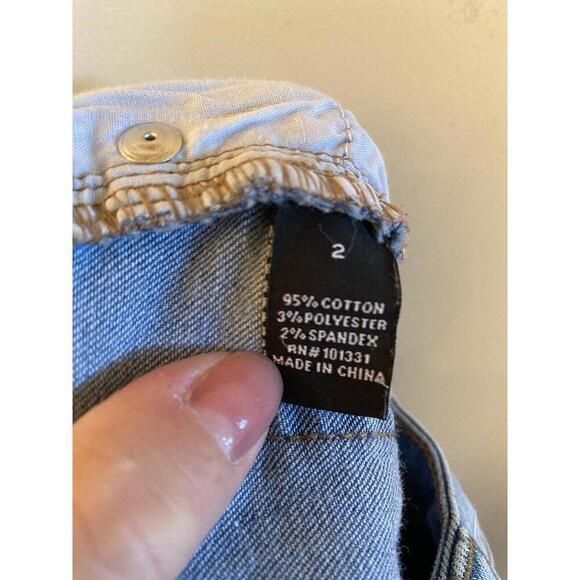 2
95% COTTON
3% POLYESTER
2% SPANDEX
RN# 101331
MADE IN CHINA